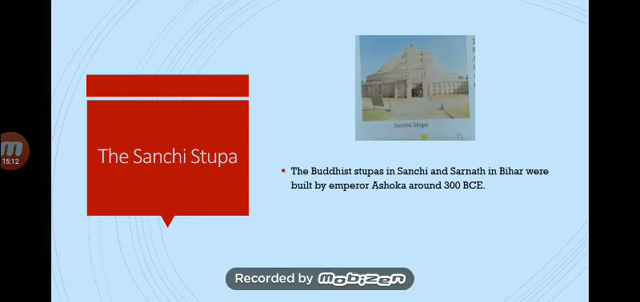 The Sanchi Stupa
Sanchi Stupa
The Buddhist stupas in Sanchi and Sarnath in Bihar were
built by emperor Ashoka around 300 BCE.
15:12
Recorded by mobizen